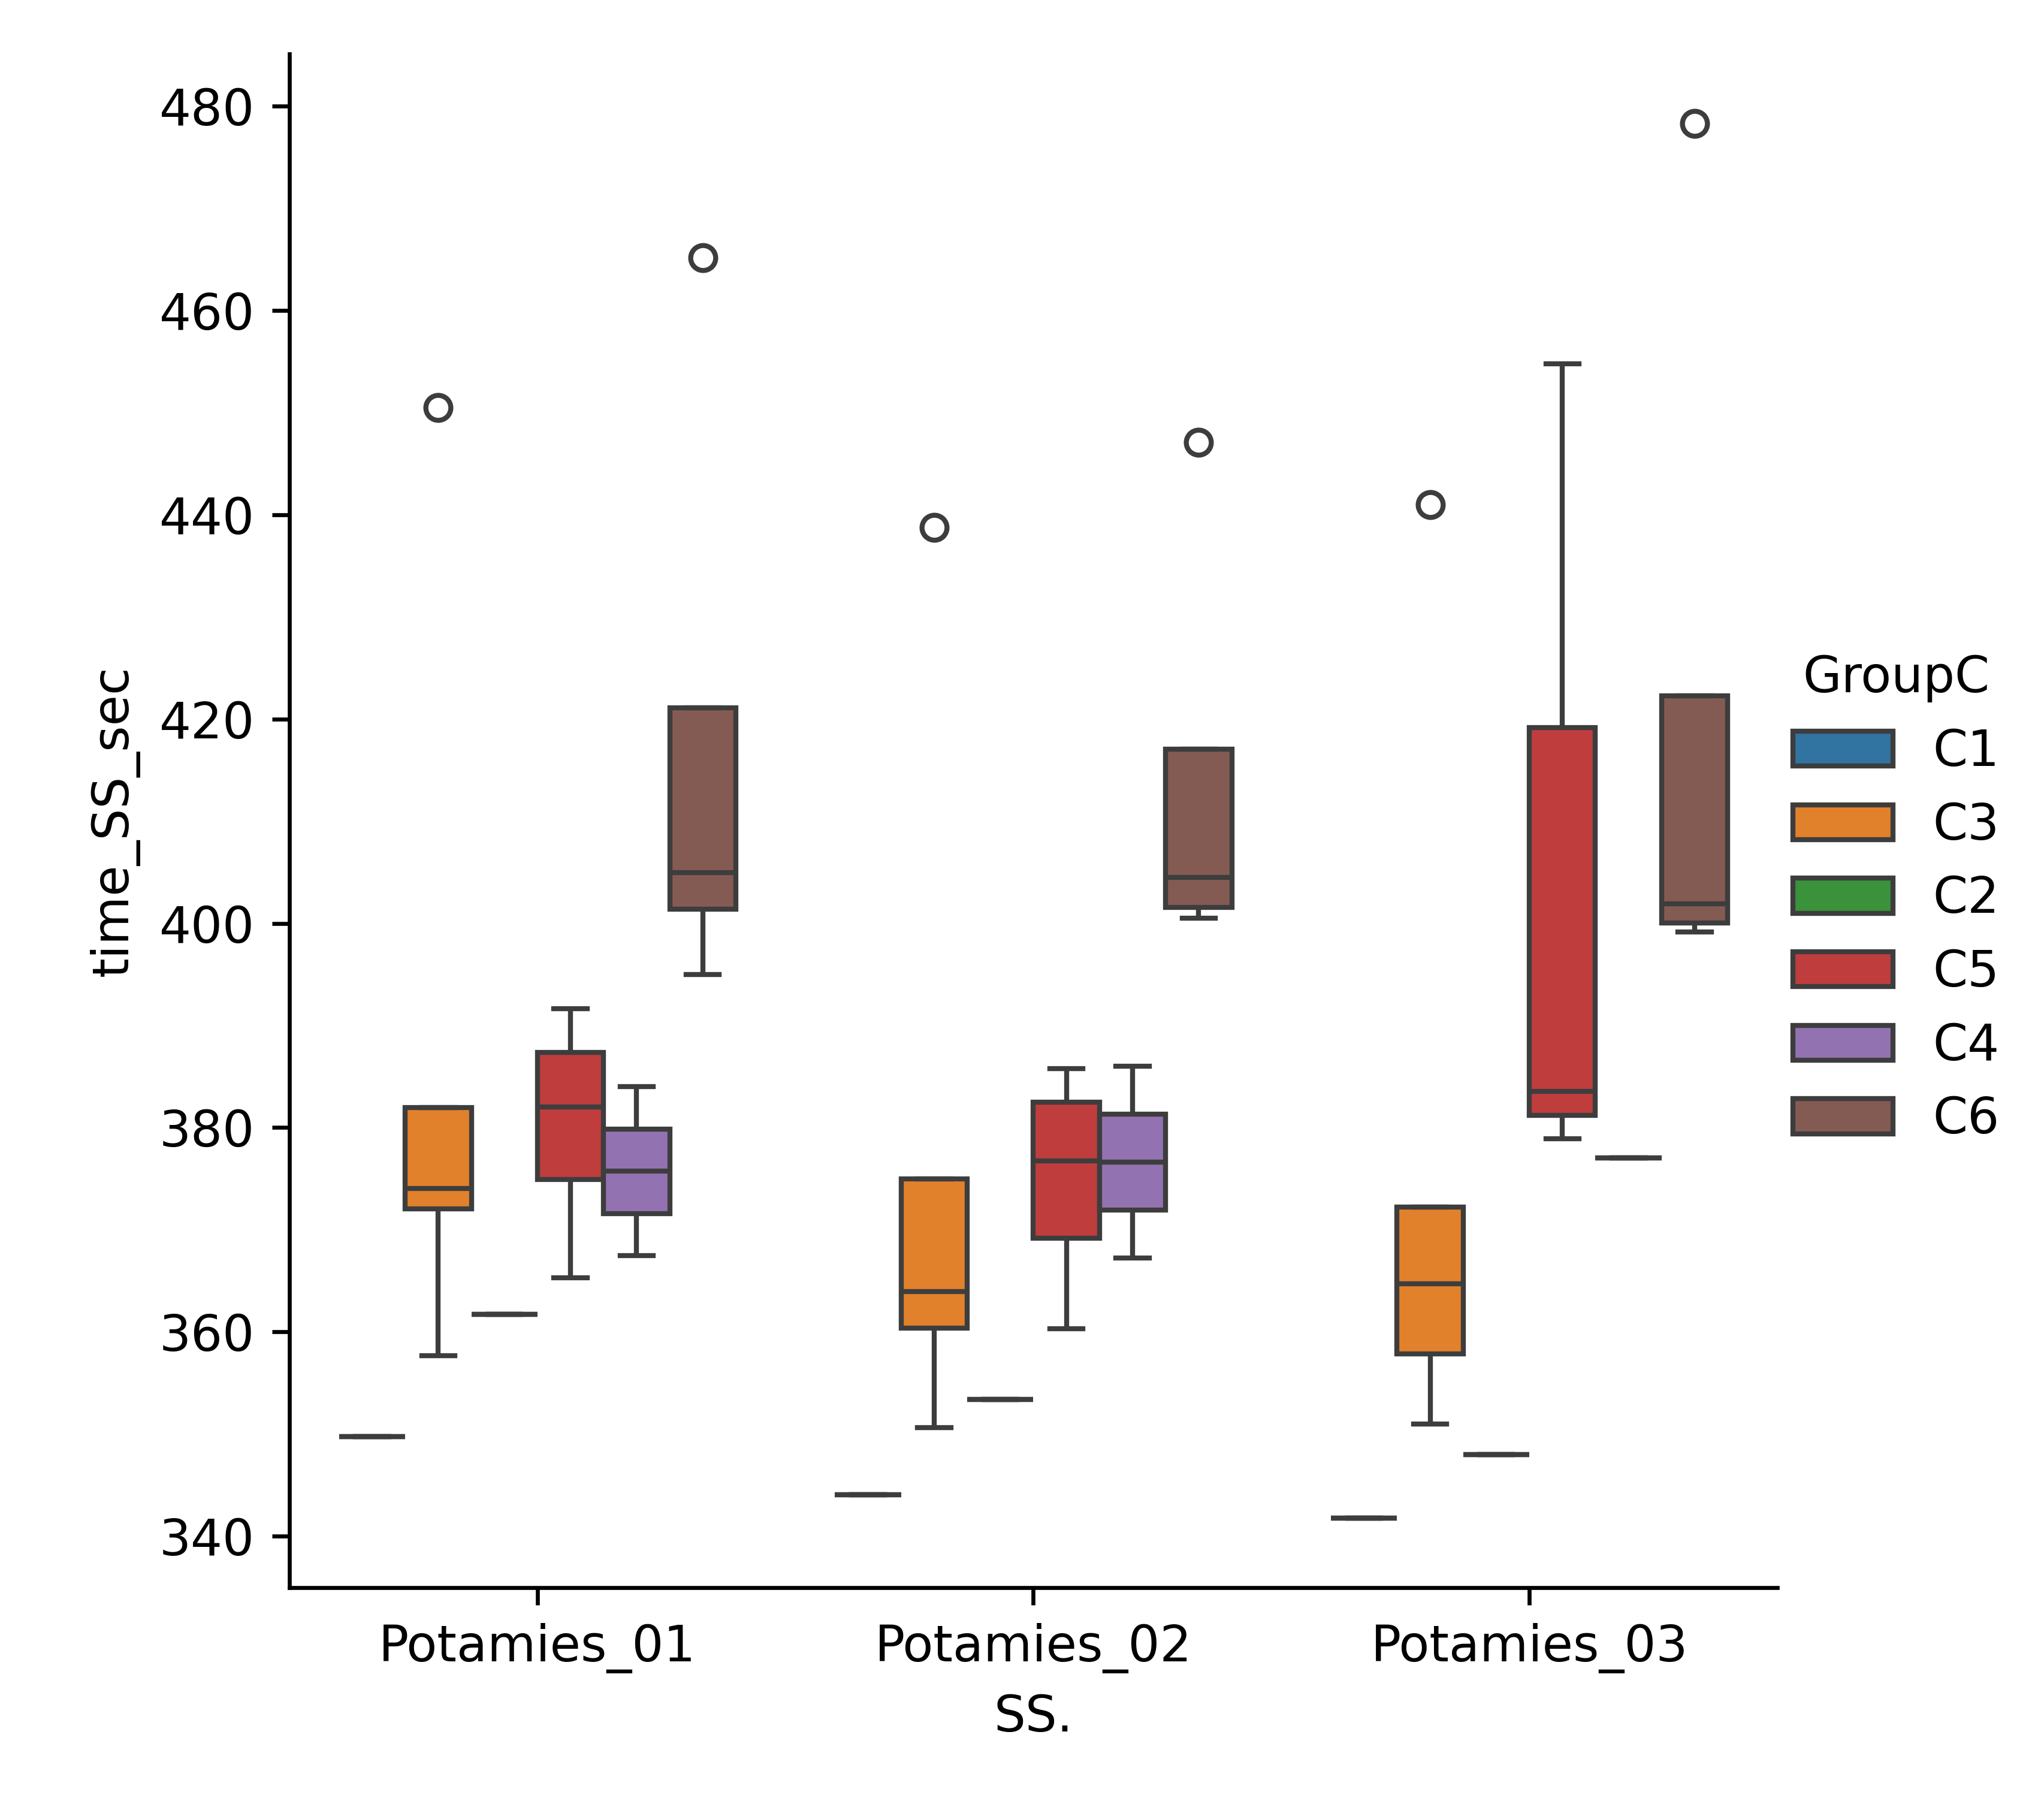 480
460
440
420
400
380
360
340
time_SS_sec
Potamies_01
Potamies_02
Potamies_03
SS.
GroupC
C1
C3
C2
C5
C4
C6